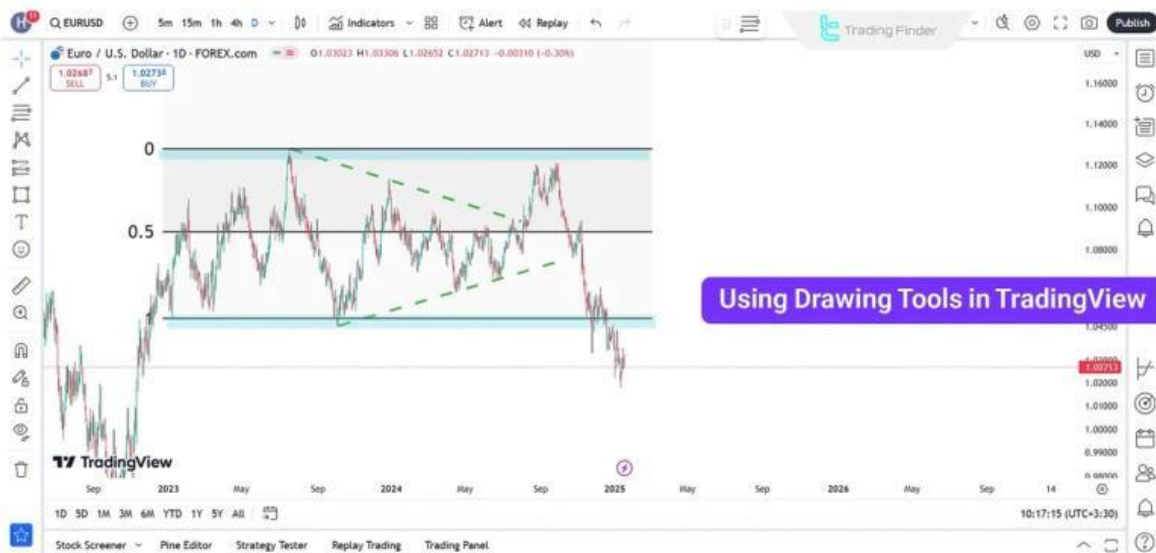 H 11 EURUSD 5m 15m 1h 4h D Indicators Alert Replay Trading Finder Publish
Euro / U.S. Dollar · 1D · FOREX.com O1.03023 H1.03306 L1.02652 C1.02713 -0.00310 (-0.30%) USD
1.02687 SELL 5.1 1.02738 BUY
1.16000
1.14000
0
1.12000
1.10000
0.5
1.08000
Using Drawing Tools in TradingView
1
1.04500
1.02713
1.02000
1.01000
1.00000
0.99000
TradingView
0.98000
Sep 2023 May Sep 2024 May Sep 2025 May Sep 2026 May Sep 14
1D 5D 1M 3M 6M YTD 1Y 5Y All 10:17:15 (UTC+3:30)
Stock Screener Pine Editor Strategy Tester Replay Trading Trading Panel